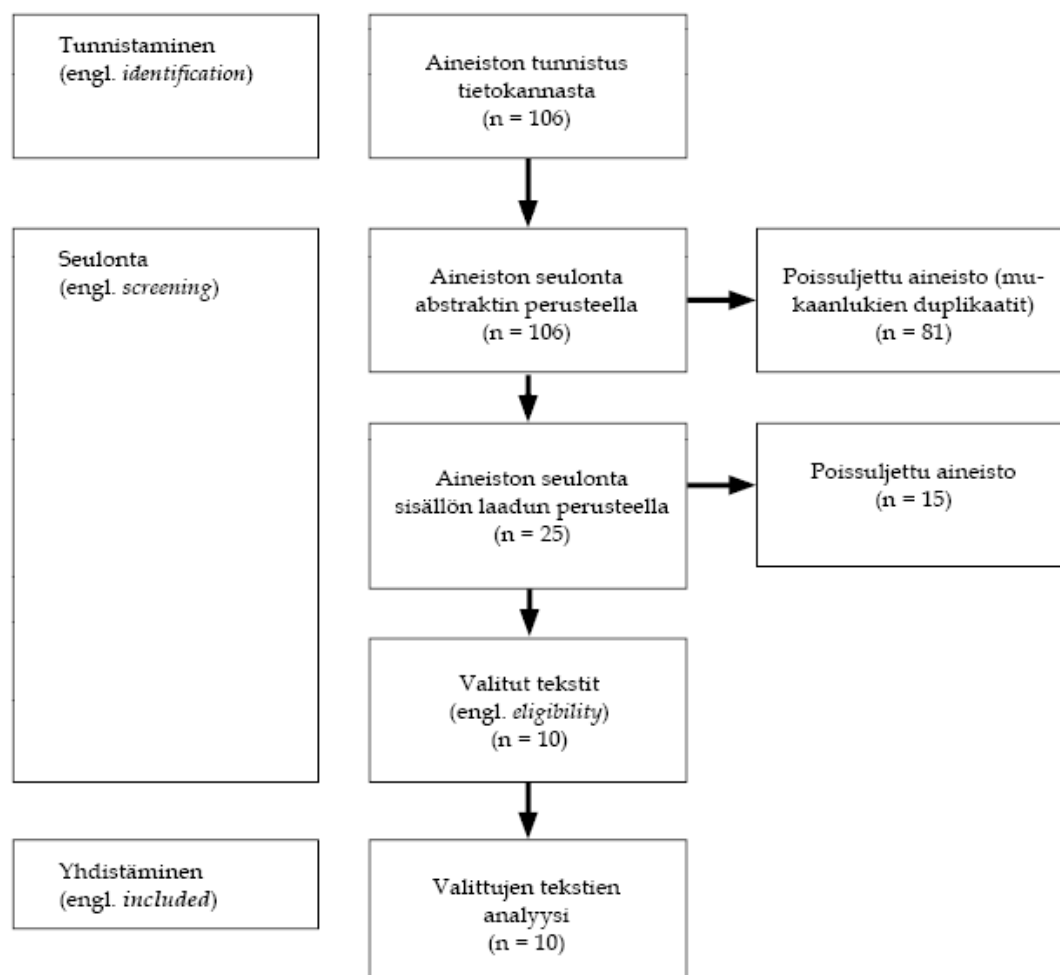 Tunnistaminen
(engl. identification)
Aineiston tunnistus
tietokannasta
(n = 106)
Seulonta
(engl. screening)
Aineiston seulonta
abstraktin perusteella
(n = 106)
Poissuljettu aineisto (mu-
kaanlukien duplikaatit)
(n = 81)
Aineiston seulonta
sisällön laadun perusteella
(n = 25)
Poissuljettu aineisto
(n = 15)
Valitut tekstit
(engl. eligibility)
(n = 10)
Yhdistäminen
(engl. included)
Valittujen tekstien
analyysi
(n = 10)